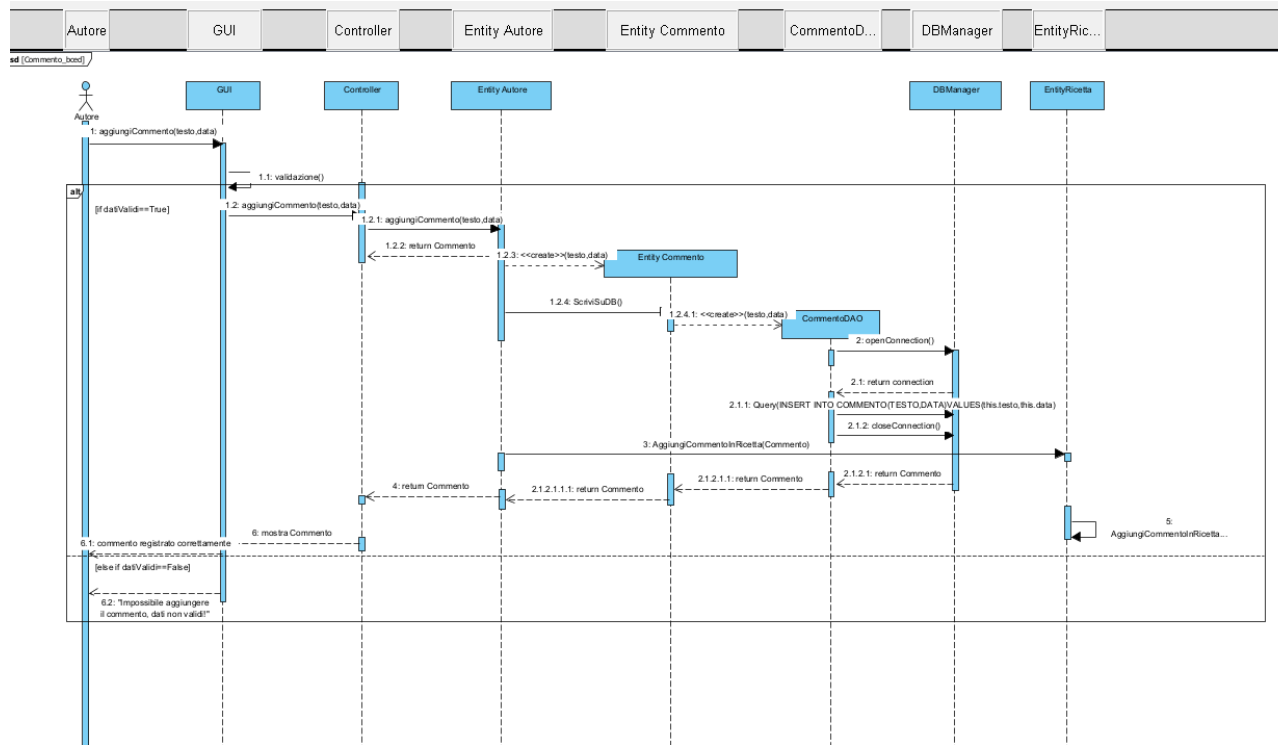 Autore GUI Controller Entity Autore Entity Commento CommentoD... DBManager EntityRic...
sd [Commento_bced]
GUI Controller Entity Autore DBManager EntityRicetta
Autore
1: aggiungiCommento(testo,data)
1.1: validazione()
alt
[if datiValidi==True]
1.2: aggiungiCommento(testo,data)
1.2.1: aggiungiCommento(testo,data)
1.2.2: return Commento
1.2.3: <<create>>(testo,data)
Entity Commento
1.2.4: ScriviSuDB()
1.2.4.1: <<create>>(testo,data)
CommentoDAO
2: openConnection()
2.1: return connection
2.1.1: Query(INSERT INTO COMMENTO(TESTO,DATA)VALUES(this.testo,this.data)
2.1.2: closeConnection()
3: AggiungiCommentoInRicetta(Commento)
2.1.2.1: return Commento
2.1.2.1.1: return Commento
2.1.2.1.1.1: return Commento
4: return Commento
5:
AggiungiCommentoInRicetta...
6: mostra Commento
6.1: commento registrato correttamente
[else if datiValidi==False]
6.2: "Impossibile aggiungere
il commento, dati non validi!"